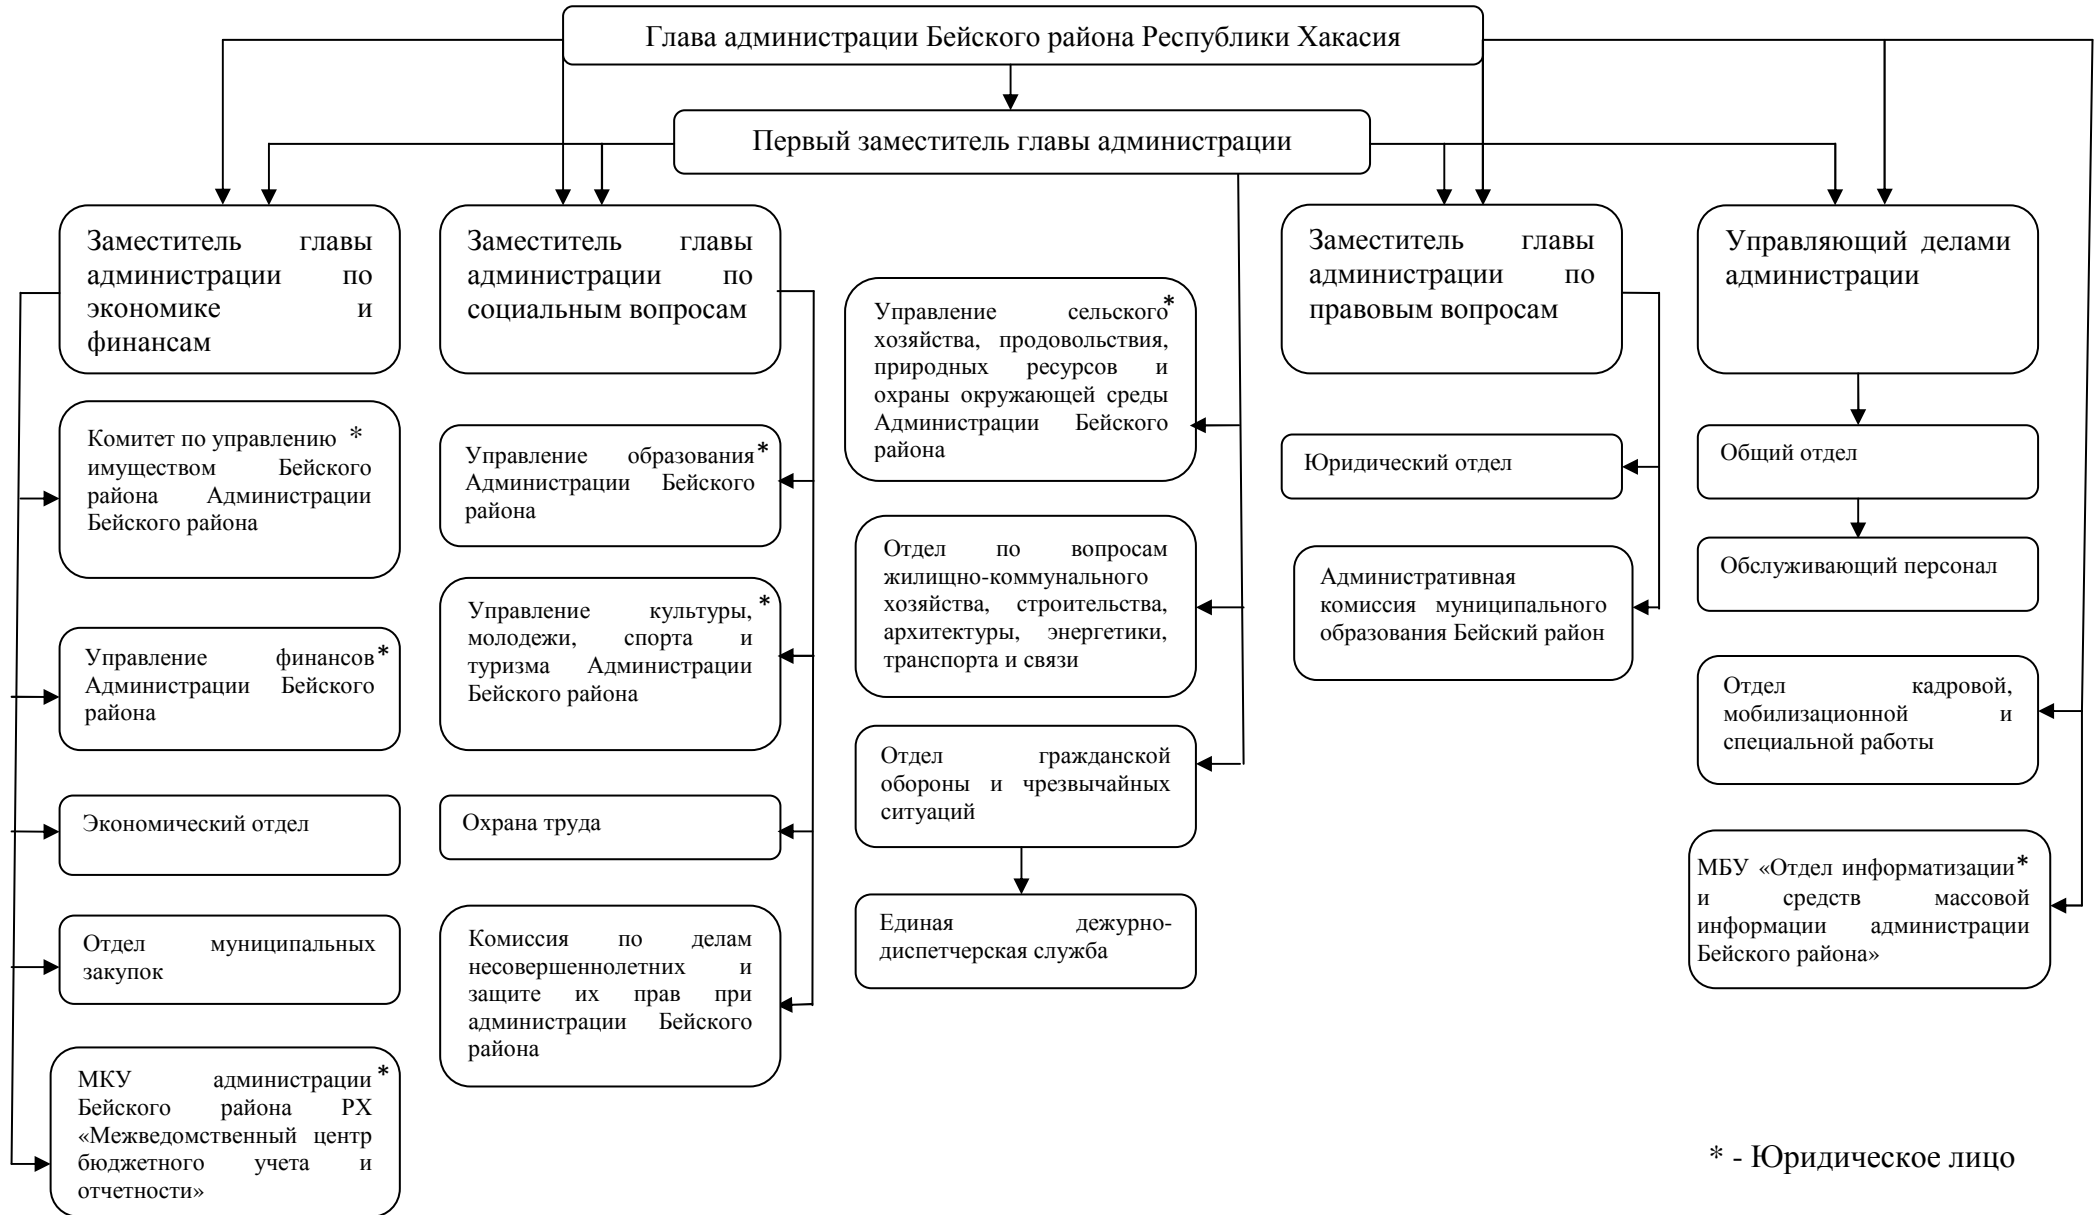 Глава администрации Бейского района Республики Хакасия
Первый заместитель главы администрации
Заместитель главы
администрации по
экономике и
финансам
Комитет по управлению *
имуществом Бейского
района Администрации
Бейского района
Управление финансов*
Администрации Бейского
района
Экономический отдел
Отдел муниципальных
закупок
МКУ администрации*
Бейского района РХ
«Межведомственный центр
бюджетного учета и
отчетности»
Заместитель главы
администрации по
социальным вопросам
Управление образования*
Администрации Бейского
района
Управление культуры,*
молодежи, спорта и
туризма Администрации
Бейского района
Охрана труда
Комиссия по делам
несовершеннолетних и
защите их прав при
администрации Бейского
района
Управление сельского*
хозяйства, продовольствия,
природных ресурсов и
охраны окружающей среды
Администрации Бейского
района
Отдел по вопросам
жилищно-коммунального
хозяйства, строительства,
архитектуры, энергетики,
транспорта и связи
Отдел гражданской
обороны и чрезвычайных
ситуаций
Единая дежурно-
диспетчерская служба
Заместитель главы
администрации по
правовым вопросам
Юридический отдел
Административная
комиссия муниципального
образования Бейский район
Управляющий делами
администрации
Общий отдел
Обслуживающий персонал
Отдел кадровой,
мобилизационной и
специальной работы
МБУ «Отдел информатизации*
и средств массовой
информации администрации
Бейского района»
* - Юридическое лицо